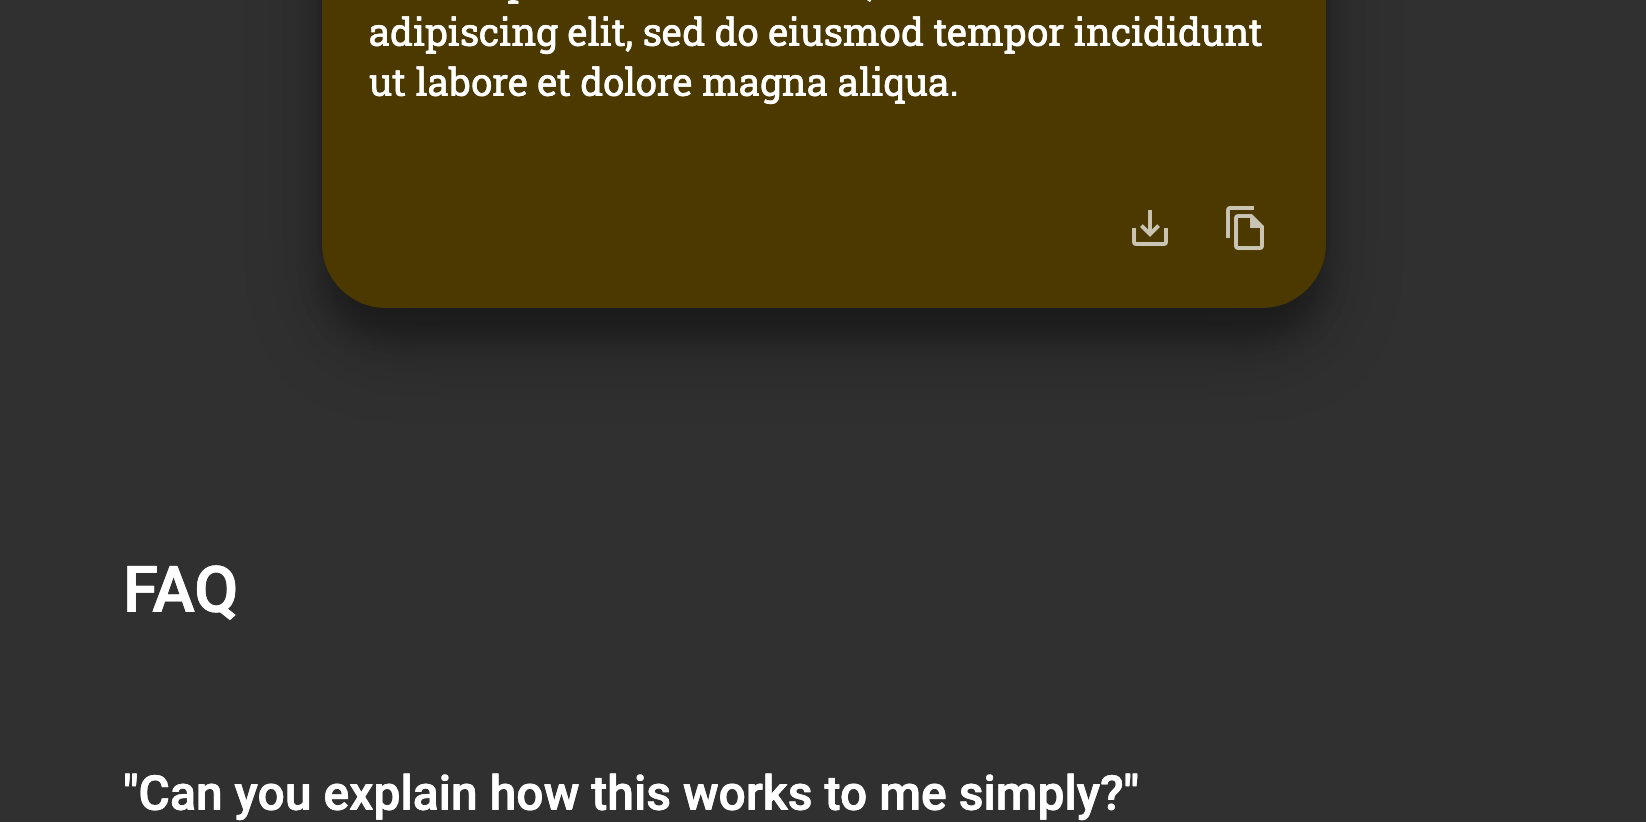 adipiscing elit, sed do eiusmod tempor incididunt
ut labore et dolore magna aliqua.
FAQ
"Can you explain how this works to me simply?"